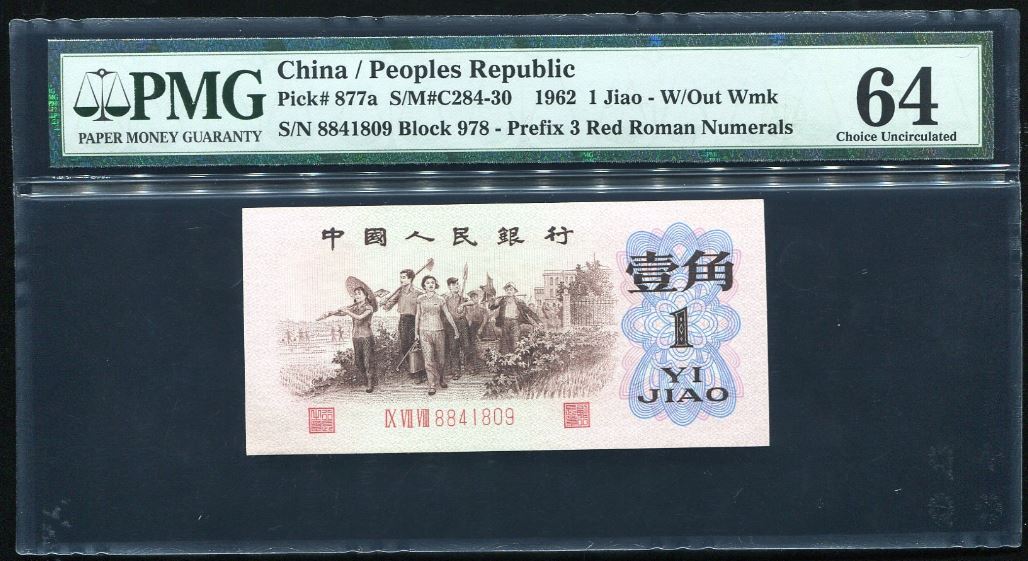 PMG
PAPER MONEY GUARANTY
China / Peoples Republic
Pick# 877a S/M#C284-30 1962 1 Jiao - W/Out Wmk
S/N 8841809 Block 978 - Prefix 3 Red Roman Numerals
64
Choice Uncirculated
中國人民銀行
壹角
1
YI
JIAO
IX VII VIII 8841809